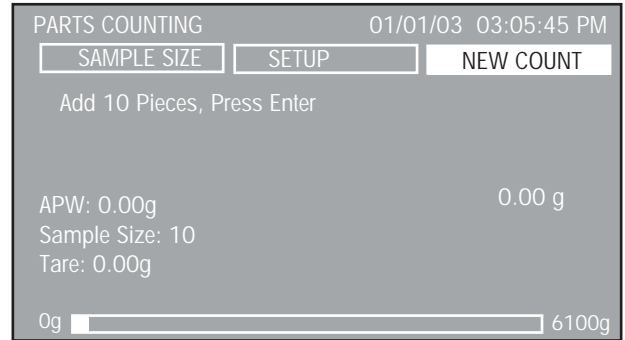 PARTS COUNTING 01/01/03 03:05:45 PM
SAMPLE SIZE SETUP NEW COUNT
Add 10 Pieces, Press Enter
0.00 g
APW: 0.00g
Sample Size: 10
Tare: 0.00g
0g 6100g